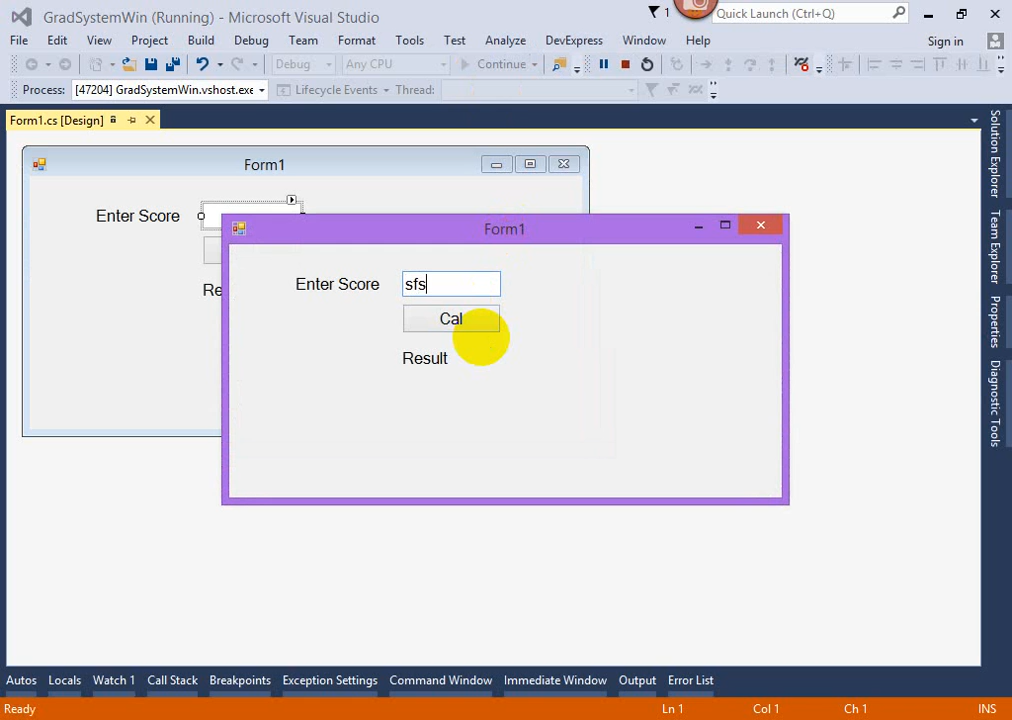 GradSystemWin (Running) - Microsoft Visual Studio
1
Quick Launch (Ctrl+Q)
File Edit View Project Build Debug Team Format Tools Test Analyze DevExpress Window Help
Sign in
Debug Any CPU Continue
Process: [47204] GradSystemWin.vshost.exe Lifecycle Events Thread:
Form1.cs [Design]
Form1
Enter Score
Re
Form1
Enter Score sfs
Cal
Result
Solution Explorer
Team Explorer
Properties
Diagnostic Tools
Autos Locals Watch 1 Call Stack Breakpoints Exception Settings Command Window Immediate Window Output Error List
Ready Ln 1 Col 1 Ch 1 INS